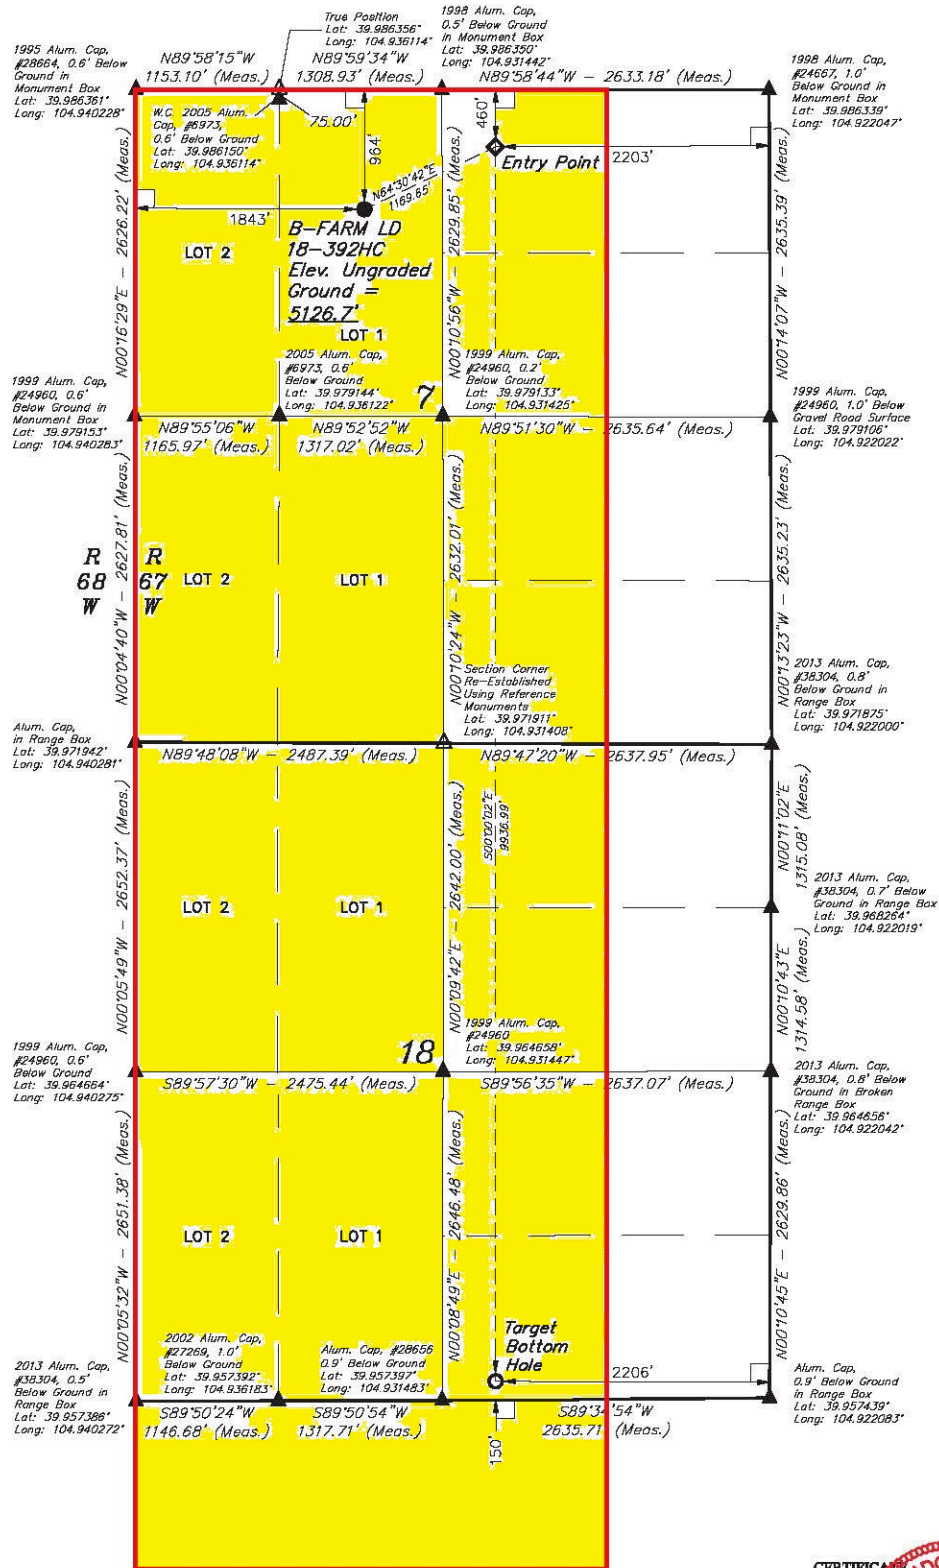 True Position
Lat: 39.986356°
Long: 104.936114°
1998 Alum. Cap,
0.5' Below Ground
in Monument Box
Lat: 39.986350°
Long: 104.931442°
1995 Alum. Cap,
#28664, 0.6' Below
Ground in
Monument Box
Lat: 39.986361°
Long: 104.940228°
N89°58'15"W
1153.10' (Meas.)
N89°59'34"W
1308.93' (Meas.)
N89°58'44"W - 2633.18' (Meas.)
1998 Alum. Cap,
#24667, 1.0'
Below Ground in
Monument Box
Lat: 39.986339°
Long: 104.922047°
W.C. 2005 Alum.
Cap, #6973,
0.6' Below Ground
Lat: 39.986150°
Long: 104.936114°
75.00'
964'
460'
Entry Point
2203'
N64°30'42"E
1169.65'
1843'
B-FARM LD
18-392HC
Elev. Ungraded
Ground =
5126.7'
LOT 2
LOT 1
N00°16'29"E - 2626.22' (Meas.)
N00°10'56"W - 2629.85' (Meas.)
N00°14'07"W - 2635.39' (Meas.)
1999 Alum. Cap,
#24960, 0.6'
Below Ground in
Monument Box
Lat: 39.979153°
Long: 104.940283°
2005 Alum. Cap,
#6973, 0.6'
Below Ground
Lat: 39.979144°
Long: 104.936122°
7
1999 Alum. Cap,
#24960, 0.2'
Below Ground
Lat: 39.979133°
Long: 104.931425°
1999 Alum. Cap,
#24960, 1.0' Below
Gravel Road Surface
Lat: 39.979106°
Long: 104.922022°
N89°55'06"W
1165.97' (Meas.)
N89°52'52"W
1317.02' (Meas.)
N89°51'30"W - 2635.64' (Meas.)
R
68
W
R
67
W
LOT 2
LOT 1
N00°04'40"W - 2627.81' (Meas.)
N00°10'24"W - 2632.01' (Meas.)
N00°13'23"W - 2635.23' (Meas.)
Section Corner
Re-Established
Using Reference
Monuments
Lat: 39.971911°
Long: 104.931408°
2013 Alum. Cap,
#38304, 0.8'
Below Ground in
Range Box
Lat: 39.971875°
Long: 104.922000°
Alum. Cap,
in Range Box
Lat: 39.971942°
Long: 104.940281°
N89°48'08"W - 2487.39' (Meas.)
N89°47'20"W - 2637.95' (Meas.)
S00°00'02"E
9936.99'
N00°05'49"W - 2652.37' (Meas.)
N00°09'42"E - 2642.00' (Meas.)
N00°11'02"E
1315.08' (Meas.)
LOT 2
LOT 1
2013 Alum. Cap,
#38304, 0.7' Below
Ground in Range Box
Lat: 39.968264°
Long: 104.922019°
N00°10'43"E
1314.58' (Meas.)
1999 Alum. Cap,
#24960, 0.6'
Below Ground
Lat: 39.964664°
Long: 104.940275°
18
1999 Alum. Cap,
#24960
Lat: 39.964658°
Long: 104.931447°
2013 Alum. Cap,
#38304, 0.8' Below
Ground in Broken
Range Box
Lat: 39.964656°
Long: 104.922042°
S89°57'30"W - 2475.44' (Meas.)
S89°56'35"W - 2637.07' (Meas.)
N00°05'32"W - 2651.38' (Meas.)
N00°08'49"E - 2646.48' (Meas.)
N00°10'45"E - 2629.86' (Meas.)
LOT 2
LOT 1
2013 Alum. Cap,
#38304, 0.5'
Below Ground in
Range Box
Lat: 39.957386°
Long: 104.940272°
2002 Alum. Cap,
#27269, 1.0'
Below Ground
Lat: 39.957392°
Long: 104.936183°
Alum. Cap, #28656
0.9' Below Ground
Lat: 39.957397°
Long: 104.931483°
Target
Bottom
Hole
2206'
Alum. Cap,
0.9' Below Ground
in Range Box
Lat: 39.957439°
Long: 104.922083°
S89°50'24"W
1146.68' (Meas.)
S89°50'54"W
1317.71' (Meas.)
S89°34'54"W
2635.71' (Meas.)
150'